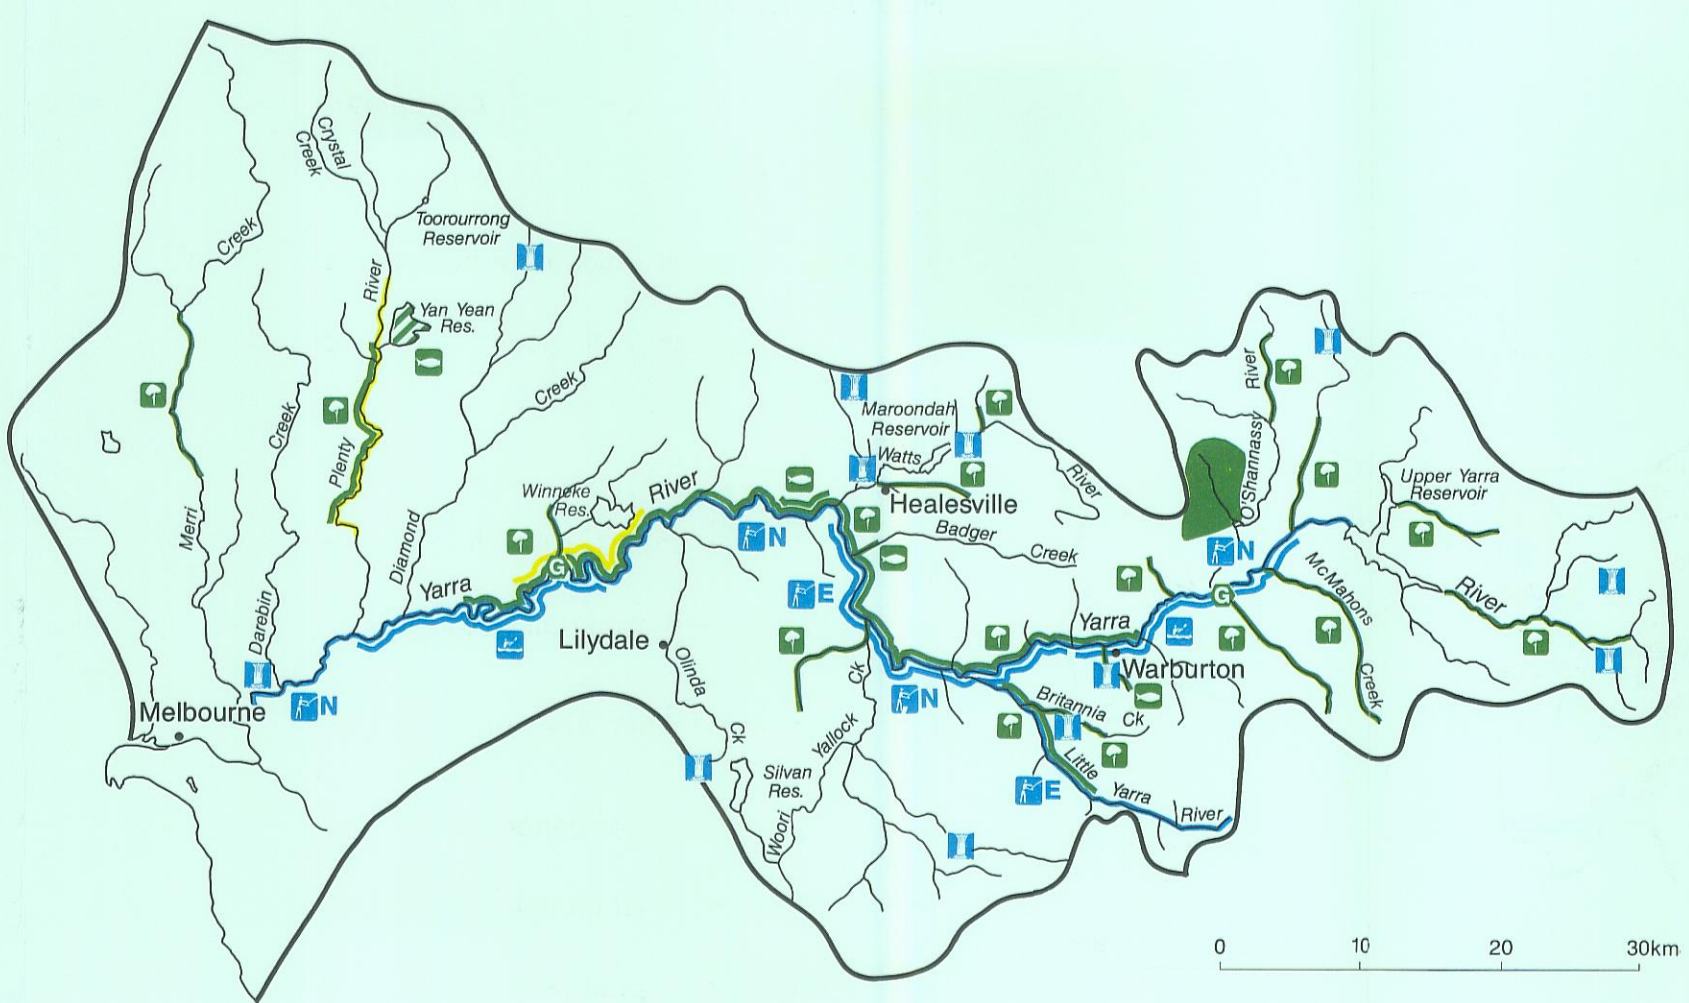 Crystal
Creek
Creek
Toorourrong
Reservoir
River
Yan Yean
Res.
Creek
Creek
Plenty
Merri
Diamond
Darebin
Winneke
Res.
River
G
Yarra
N
E
Maroondah
Reservoir
Watts
River
Healesville
Badger
Creek
River
O'Shannassy
Upper Yarra
Reservoir
N
McMahons
River
G
Creek
Yarra
Warburton
Lilydale
Olinda
Ck
Ck
N
Britannia
Ck
Yallock
Little
Yarra
River
E
Silvan
Res.
Woori
N
Melbourne
0
10
20
30km